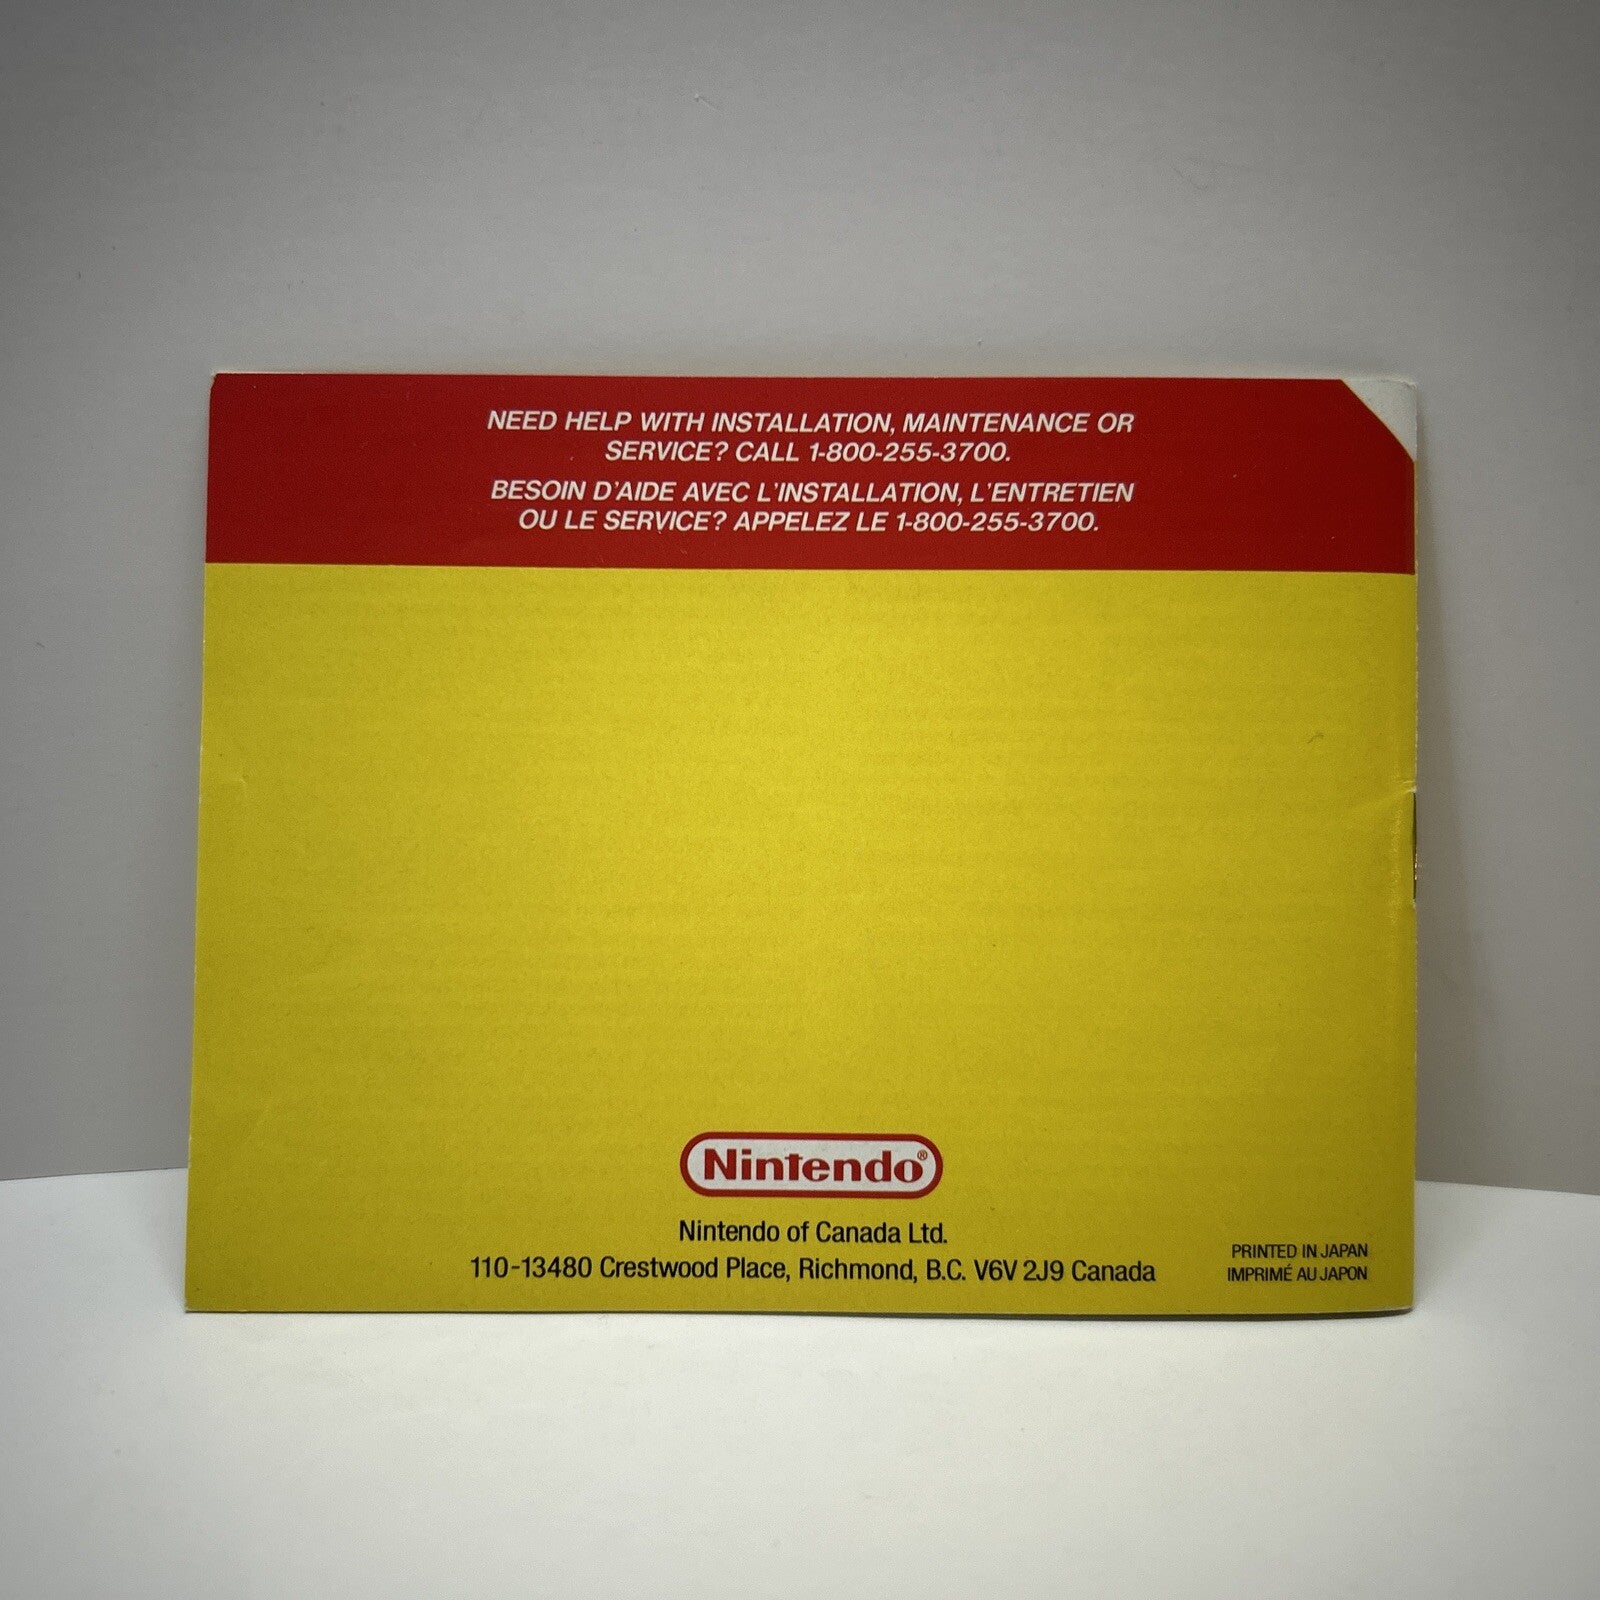 NEED HELP WITH INSTALLATION, MAINTENANCE OR
SERVICE? CALL 1-800-255-3700.
BESOIN D'AIDE AVEC L'INSTALLATION, L'ENTRETIEN
OU LE SERVICE? APPELEZ LE 1-800-255-3700.
Nintendo®
Nintendo of Canada Ltd.
110-13480 Crestwood Place, Richmond, B.C. V6V 2J9 Canada
PRINTED IN JAPAN
IMPRIMÉ AU JAPON